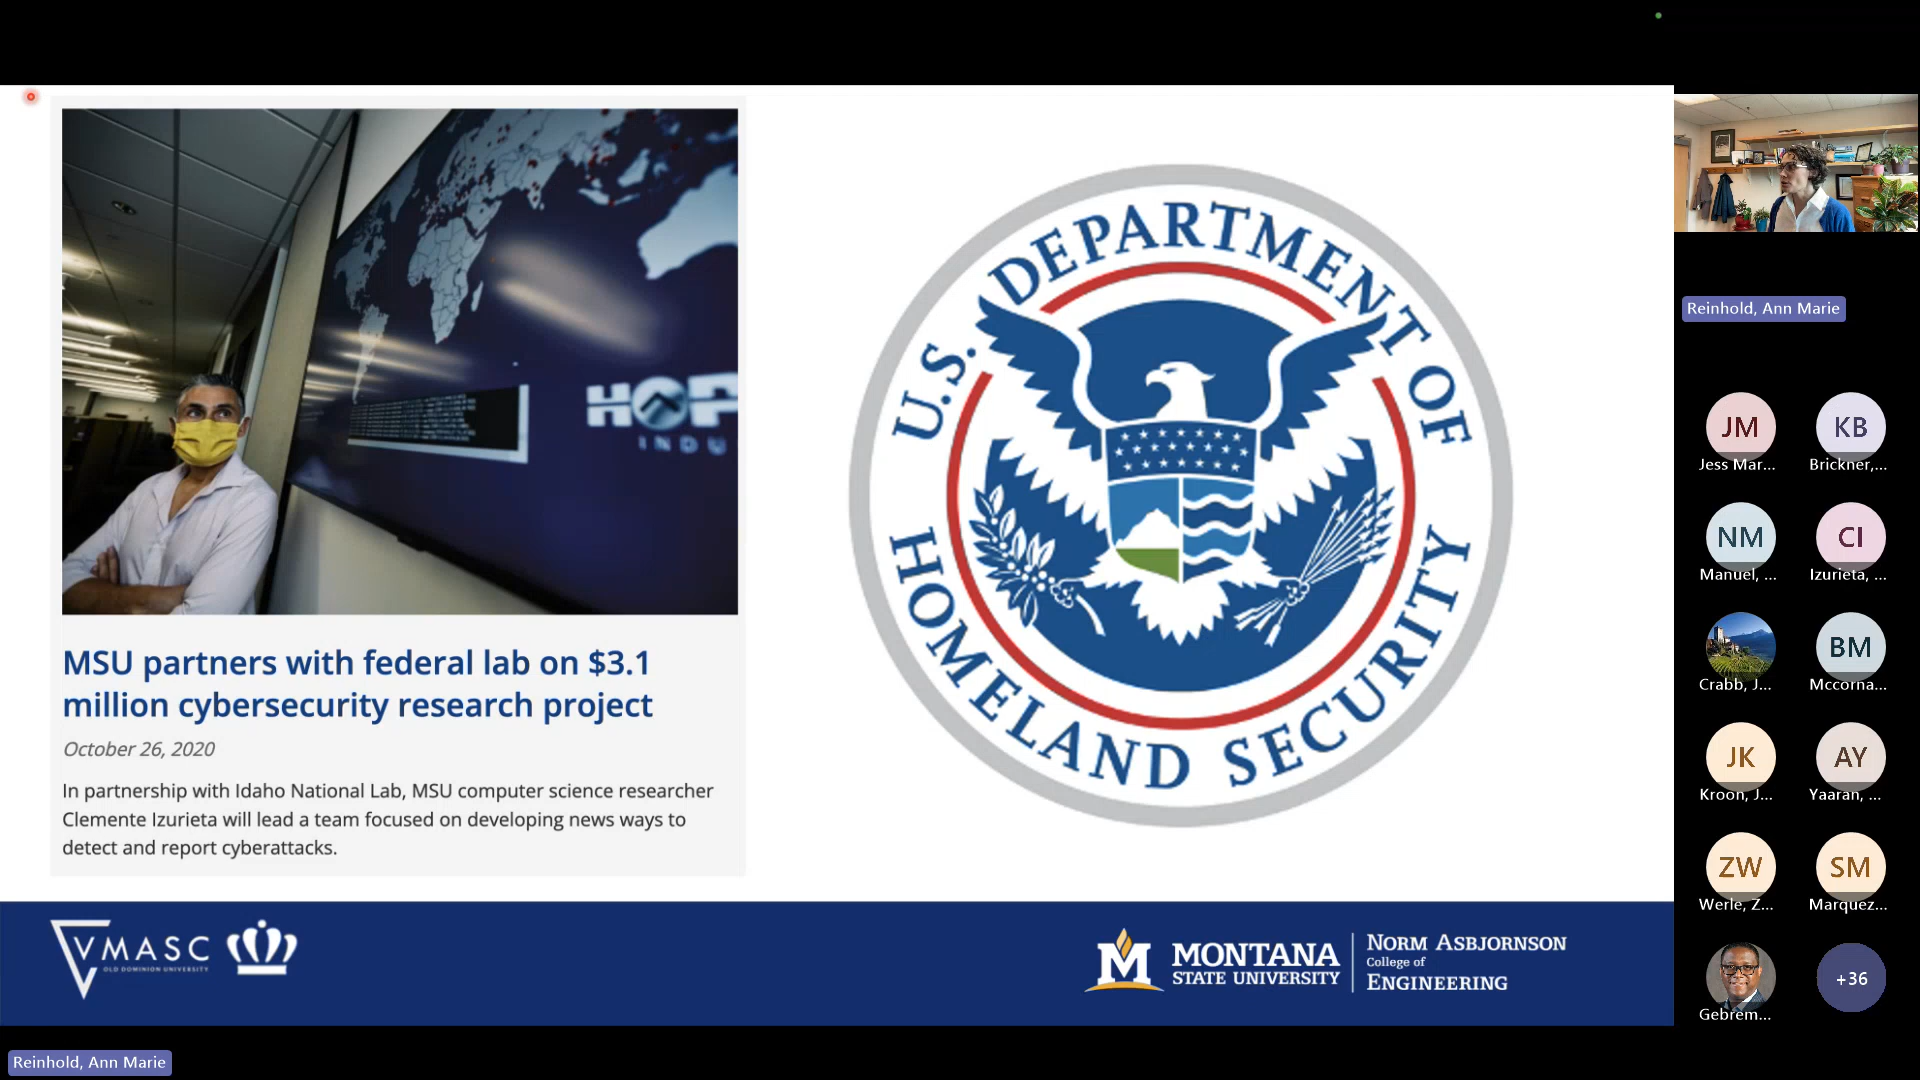 HOP
INDU
MSU partners with federal lab on $3.1
million cybersecurity research project
October 26, 2020
In partnership with Idaho National Lab, MSU computer science researcher
Clemente Izurieta will lead a team focused on developing news ways to
detect and report cyberattacks.
U.S. DEPARTMENT OF
HOMELAND SECURITY
VMASC
OLD DOMINION UNIVERSITY
M
MONTANA
STATE UNIVERSITY
NORM ASBJORNSON
College of
ENGINEERING
Reinhold, Ann Marie
Reinhold, Ann Marie
JM
Jess Mar...
KB
Brickner,...
NM
Manuel, ...
CI
Izurieta, ...
Crabb, J...
BM
Mccorna...
JK
Kroon, J...
AY
Yaaran, ...
ZW
Werle, Z...
SM
Marquez...
Gebrem...
+36